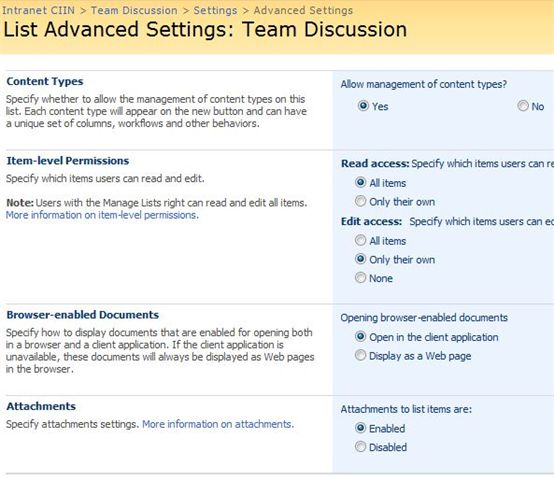 Intranet CIIN > Team Discussion > Settings > Advanced Settings
List Advanced Settings: Team Discussion
Content Types
Specify whether to allow the management of content types on this
list. Each content type will appear on the new button and can have
a unique set of columns, workflows and other behaviors.
Allow management of content types?
Yes No
Item-level Permissions
Specify which items users can read and edit.
Note: Users with the Manage Lists right can read and edit all items.
More information on item-level permissions.
Read access: Specify which items users can re
All items
Only their own
Edit access: Specify which items users can ed
All items
Only their own
None
Browser-enabled Documents
Specify how to display documents that are enabled for opening both
in a browser and a client application. If the client application is
unavailable, these documents will always be displayed as Web pages
in the browser.
Opening browser-enabled documents
Open in the client application
Display as a Web page
Attachments
Specify attachments settings. More information on attachments.
Attachments to list items are:
Enabled
Disabled